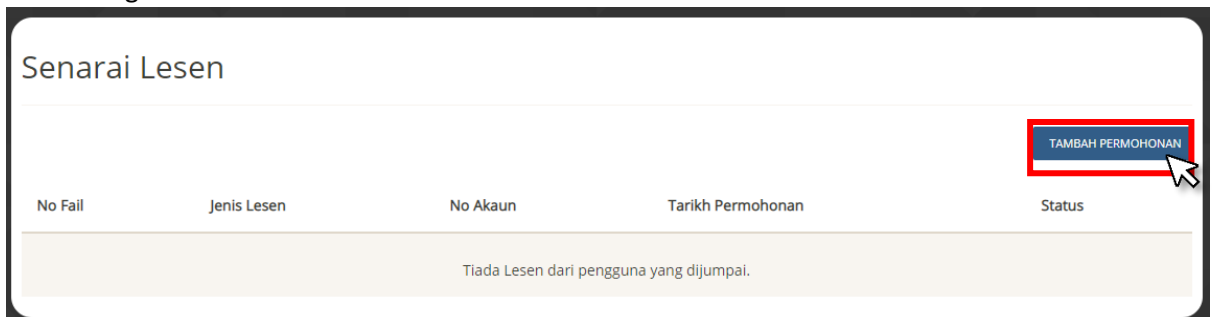 Senarai Lesen
TAMBAH PERMOHONAN
No Fail Jenis Lesen No Akaun Tarikh Permohonan Status
Tiada Lesen dari pengguna yang dijumpai.